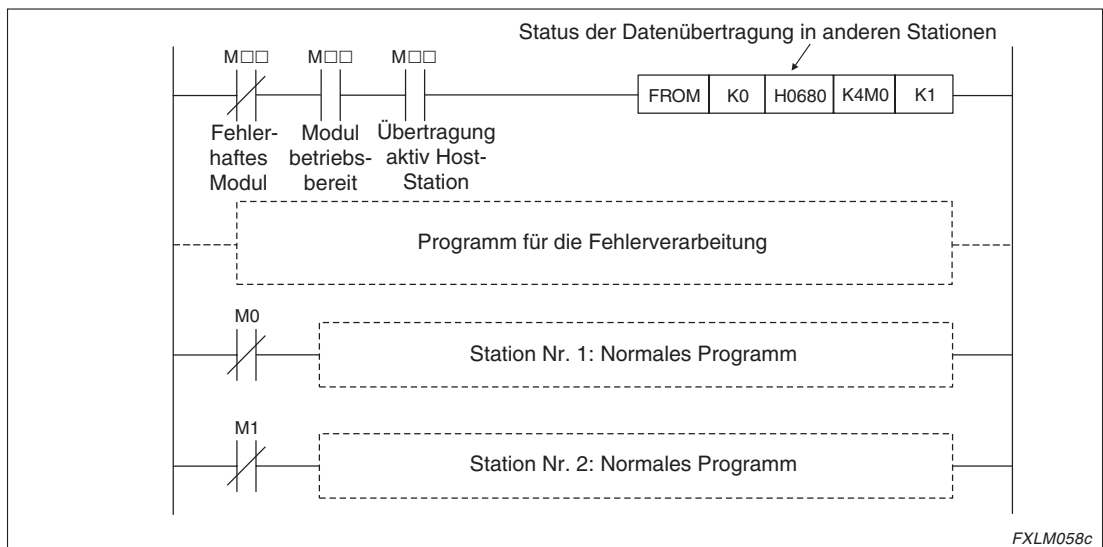 Status der Datenübertragung in anderen Stationen
M□□ M□□ M□□
FROM K0 H0680 K4M0 K1
Fehler-
haftes
Modul
Modul
betriebs-
bereit
Übertragung
aktiv Host-
Station
Programm für die Fehlerverarbeitung
M0
Station Nr. 1: Normales Programm
M1
Station Nr. 2: Normales Programm
FXLM058c